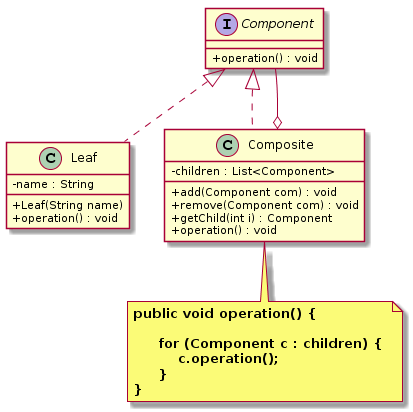 I Component
+operation() : void
C Leaf
-name : String
+Leaf(String name)
+operation() : void
C Composite
-children : List<Component>
+add(Component com) : void
+remove(Component com) : void
+getChild(int i) : Component
+operation() : void
public void operation() {
for (Component c : children) {
c.operation();
}
}